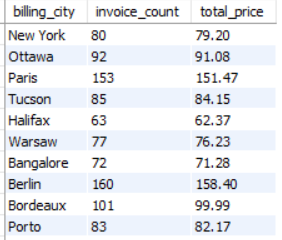 billing_city invoice_count total_price
New York 80 79.20
Ottawa 92 91.08
Paris 153 151.47
Tucson 85 84.15
Halifax 63 62.37
Warsaw 77 76.23
Bangalore 72 71.28
Berlin 160 158.40
Bordeaux 101 99.99
Porto 83 82.17